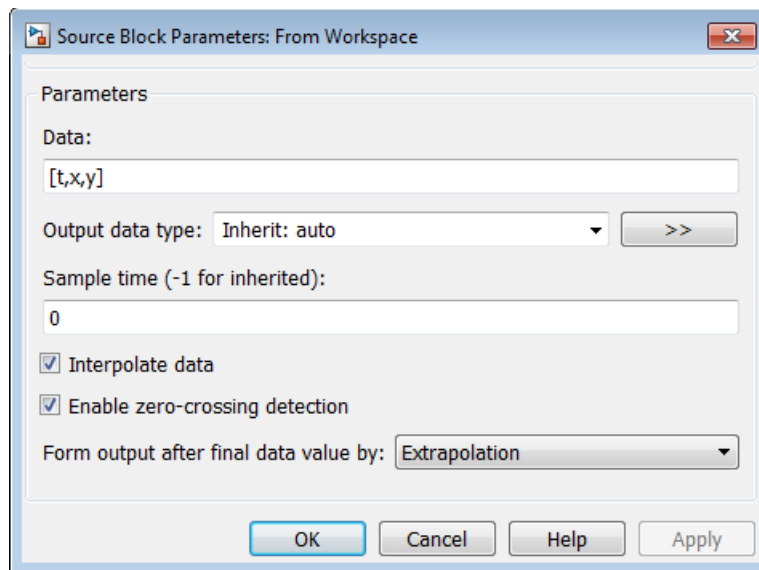 Source Block Parameters: From Workspace
Parameters
Data:
[t,x,y]
Output data type: Inherit: auto >>
Sample time (-1 for inherited):
0
Interpolate data
Enable zero-crossing detection
Form output after final data value by: Extrapolation
OK Cancel Help Apply